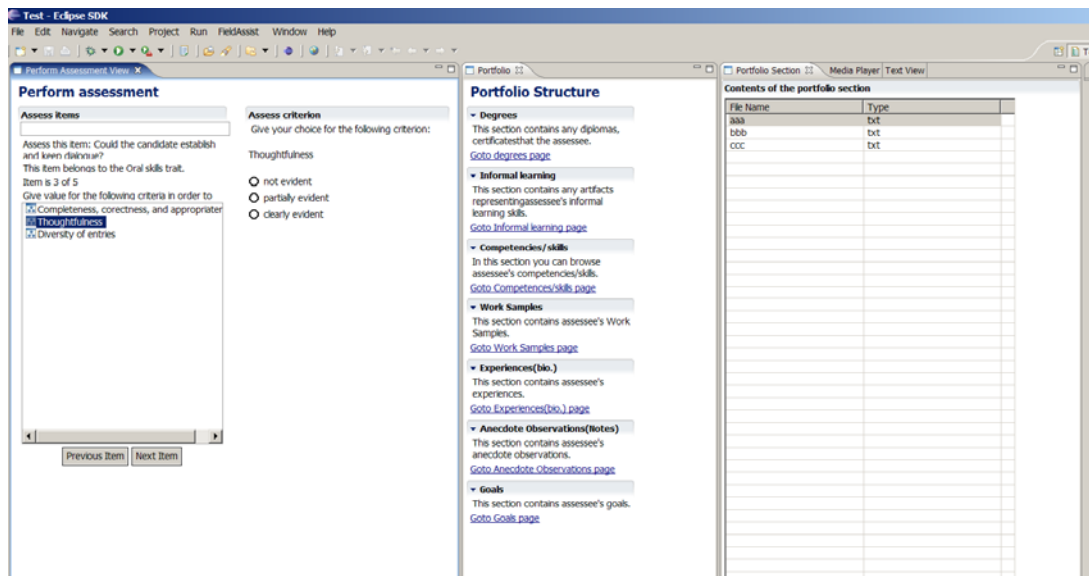 Test - Eclipse SDK
File Edit Navigate Search Project Run FieldAssist Window Help
Perform Assessment View
Perform assessment
Assess items
Assess this item: Could the candidate establish
and keep dialogue?
This item belongs to the Oral skills trait.
Item is 3 of 5
Give value for the following criteria in order to
Completeness, corectness, and appropriater
Thoughtfulness
Diversity of entries
Previous Item Next Item
Assess criterion
Give your choice for the following criterion:
Thoughtfulness
not evident
partially evident
clearly evident
Portfolio
Portfolio Structure
Degrees
This section contains any diplomas,
certificatesthat the assessee.
Goto degrees page
Informal learning
This section contains any artifacts
representingassessee's informal
learning skills.
Goto Informal learning page
Competencies/skills
In this section you can browse
assessee's competencies/skills.
Goto Competences/skills page
Work Samples
This section contains assessee's Work
Samples.
Goto Work Samples page
Experiences(bio.)
This section contains assessee's
experiences.
Goto Experiences(bio.) page
Anecdote Observations(Notes)
This section contains assessee's
anecdote observations.
Goto Anecdote Observations page
Goals
This section contains assessee's goals.
Goto Goals page
Portfolio Section Media Player Text View
Contents of the portfolio section
File Name Type
aaa txt
bbb txt
ccc txt